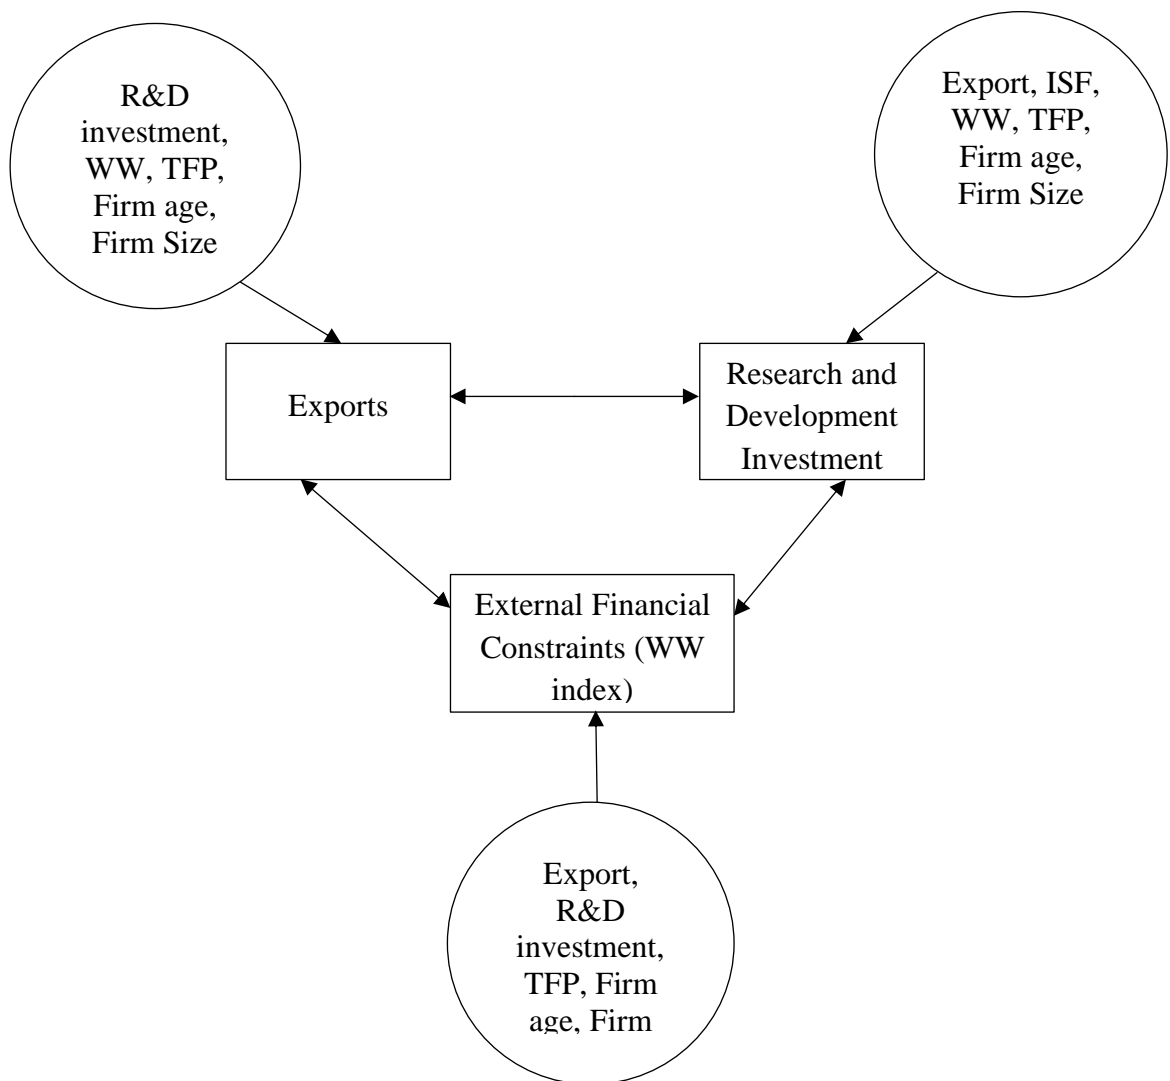 R&D
investment,
WW, TFP,
Firm age,
Firm Size
Export, ISF,
WW, TFP,
Firm age,
Firm Size
Exports
Research and
Development
Investment
External Financial
Constraints (WW
index)
Export,
R&D
investment,
TFP, Firm
age, Firm